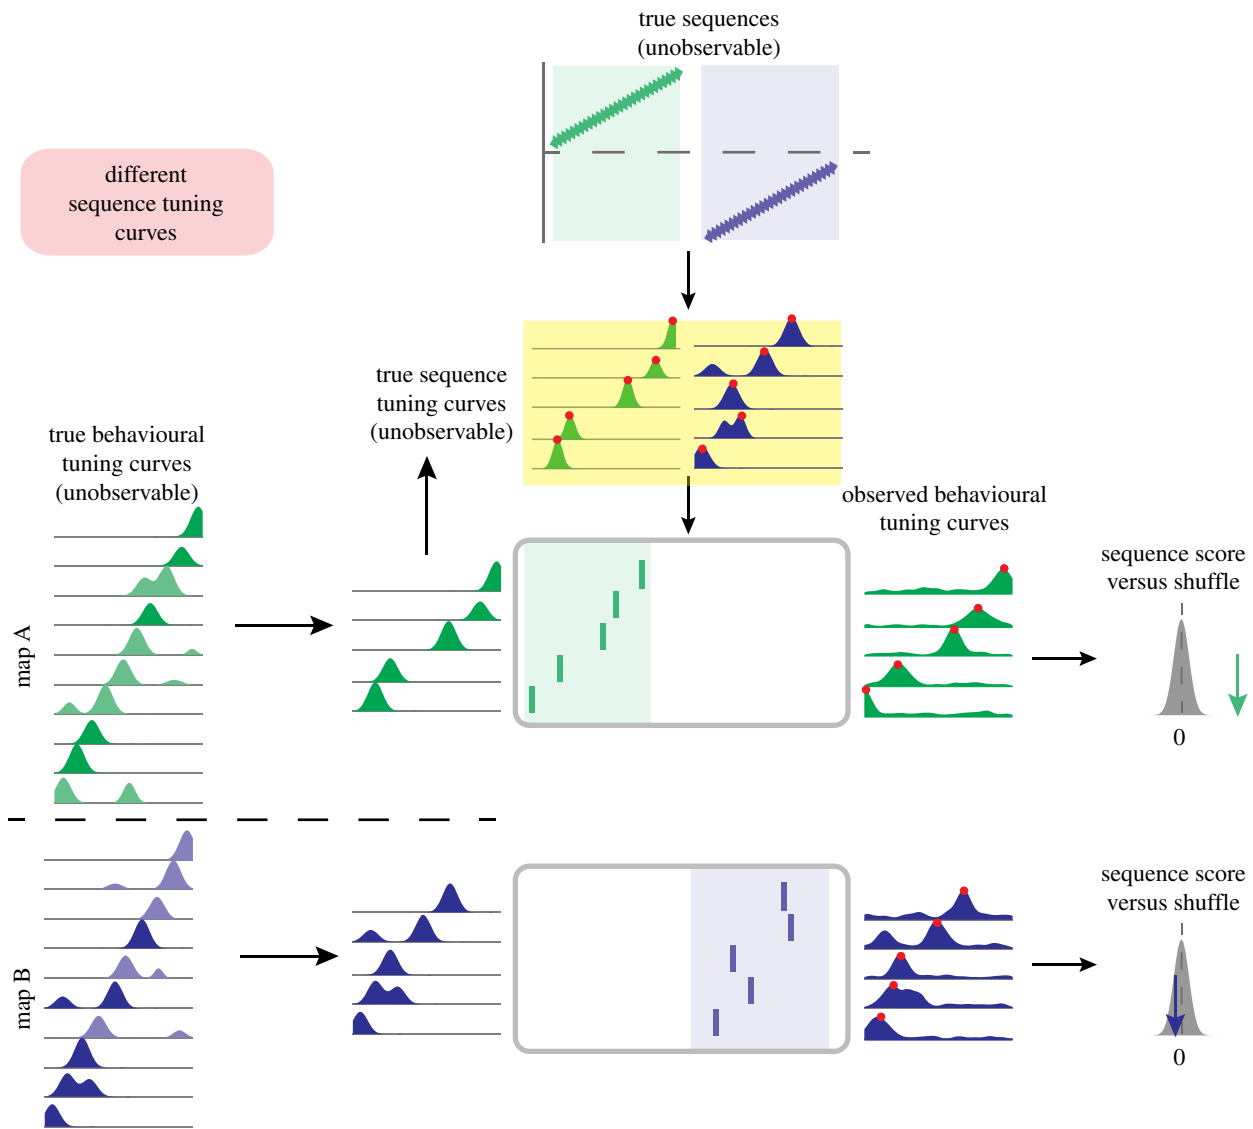 true sequences
(unobservable)
different
sequence tuning
curves
true sequence
tuning curves
(unobservable)
true behavioural
tuning curves
(unobservable)
observed behavioural
tuning curves
sequence score
versus shuffle
map A
0
sequence score
versus shuffle
map B
0